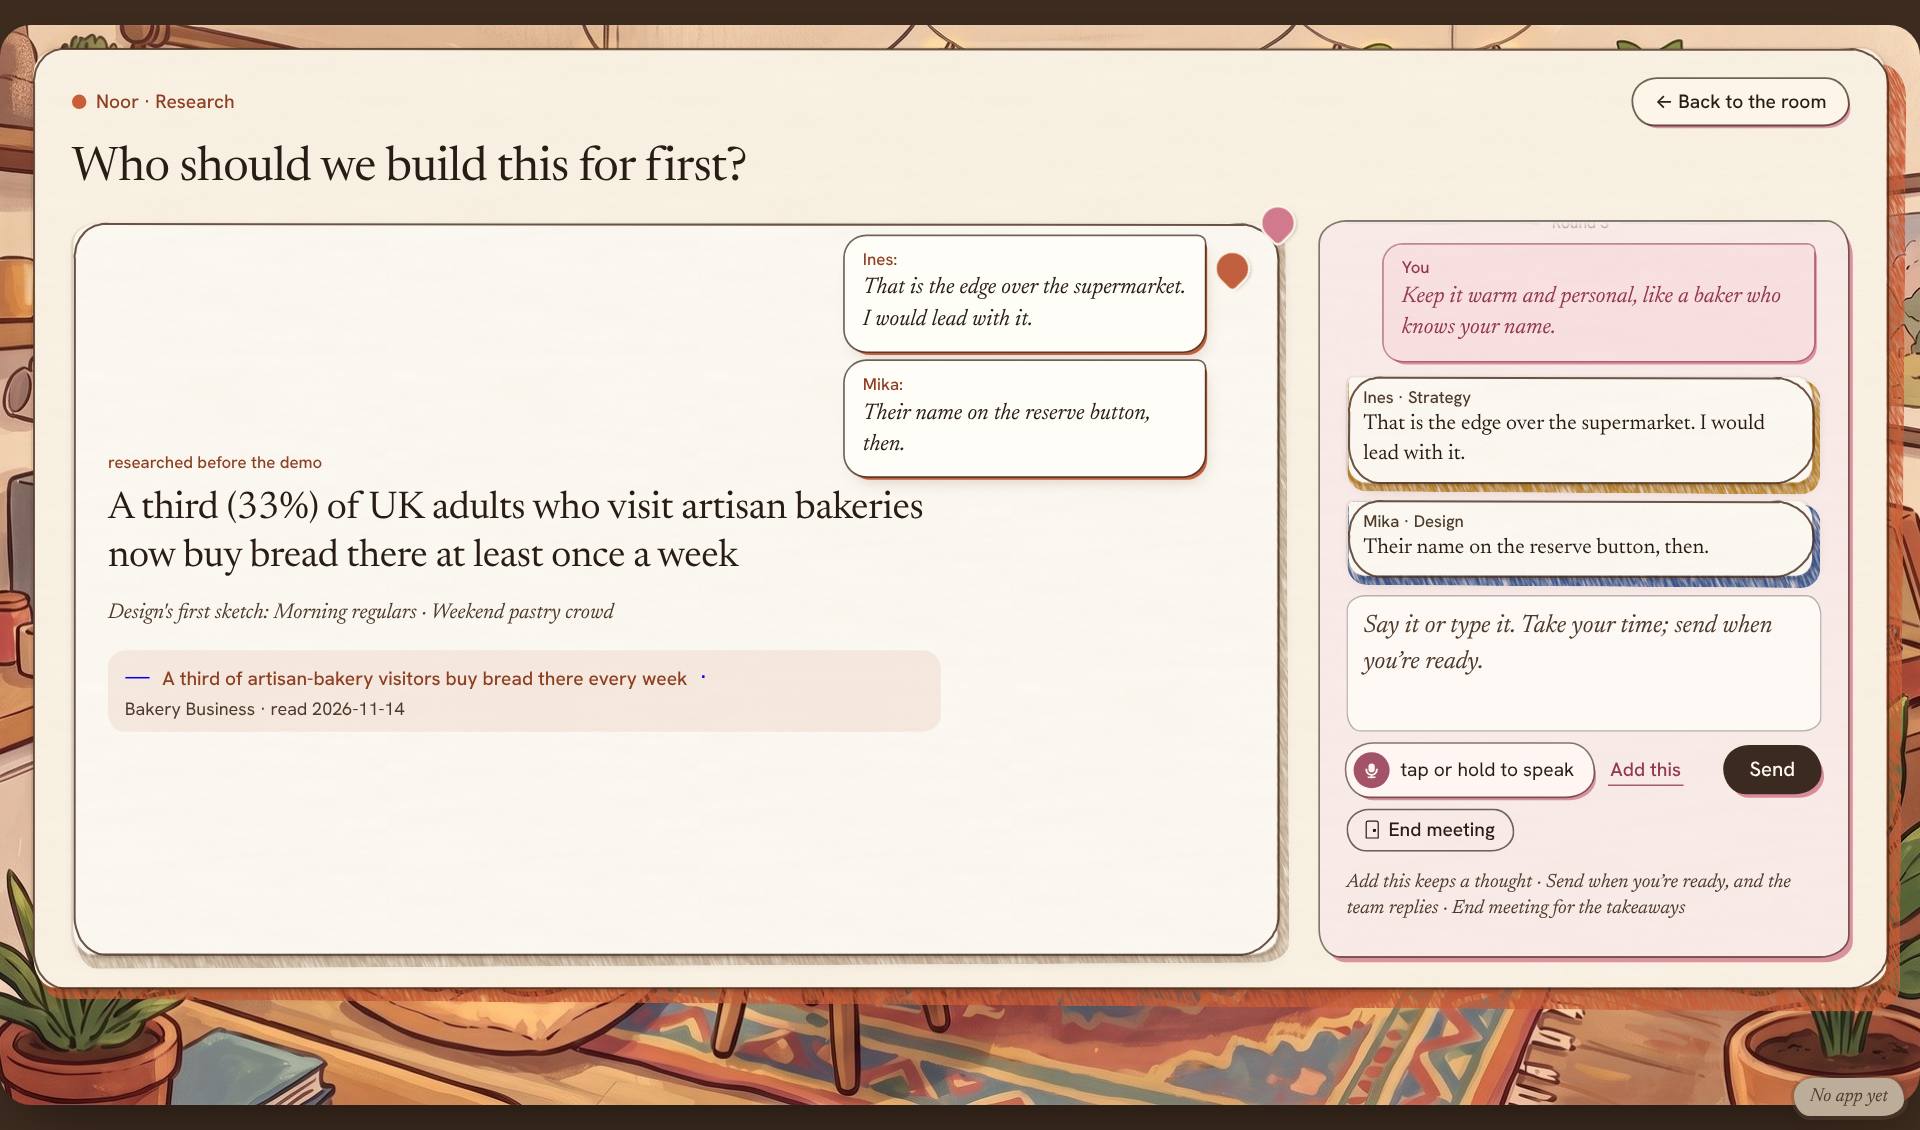 Noor · Research
← Back to the room
Who should we build this for first?
Ines:
That is the edge over the supermarket.
I would lead with it.
Mika:
Their name on the reserve button,
then.
researched before the demo
A third (33%) of UK adults who visit artisan bakeries
now buy bread there at least once a week
Design's first sketch: Morning regulars · Weekend pastry crowd
— A third of artisan-bakery visitors buy bread there every week ·
Bakery Business · read 2026-11-14
You
Keep it warm and personal, like a baker who
knows your name.
Ines · Strategy
That is the edge over the supermarket. I would
lead with it.
Mika · Design
Their name on the reserve button, then.
Say it or type it. Take your time; send when
you’re ready.
tap or hold to speak
Add this
Send
End meeting
Add this keeps a thought · Send when you’re ready, and the
team replies · End meeting for the takeaways
No app yet